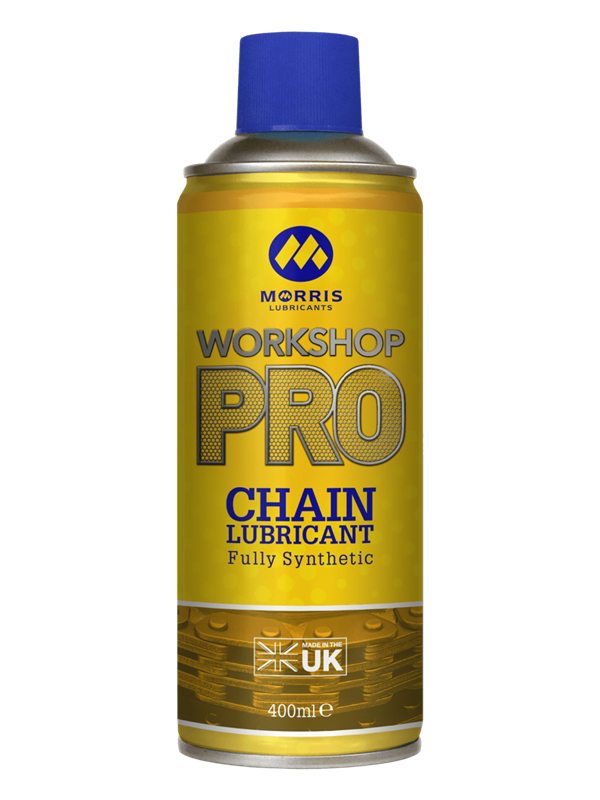 MORRIS
LUBRICANTS
WORKSHOP
PRO
CHAIN
LUBRICANT
Fully Synthetic
MADE IN THE
UK
400ml ℮